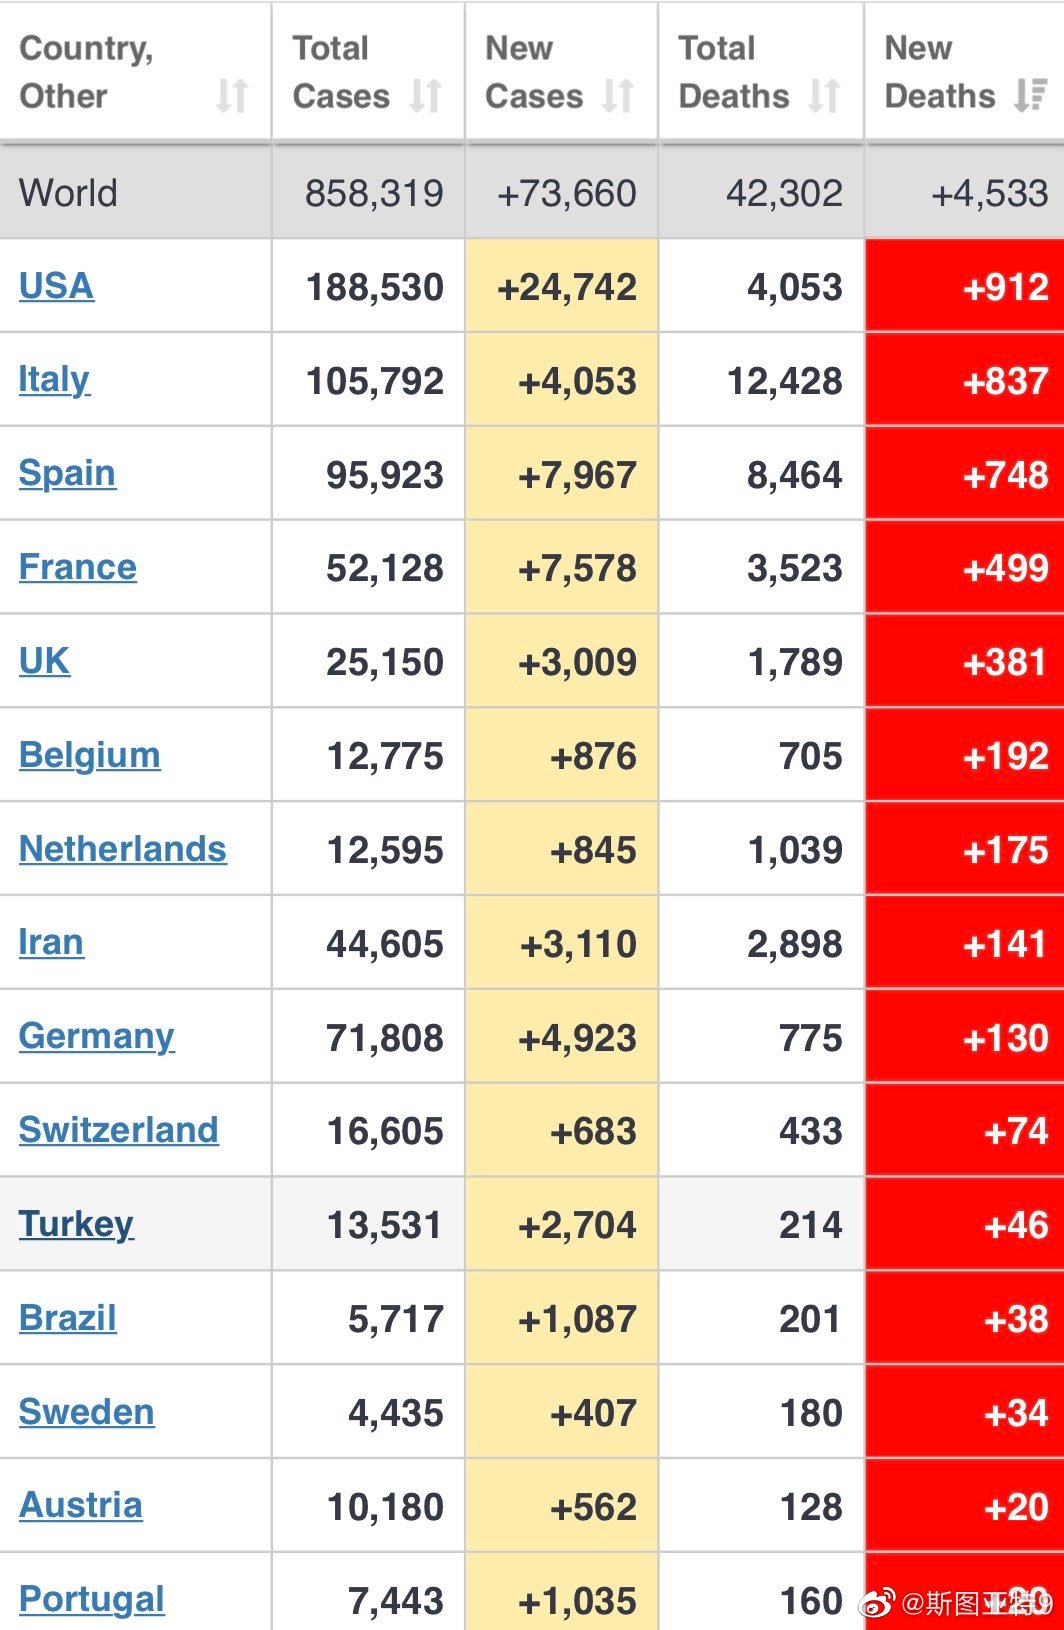 Country, Other Total Cases New Cases Total Deaths New Deaths
World 858,319 +73,660 42,302 +4,533
USA 188,530 +24,742 4,053 +912
Italy 105,792 +4,053 12,428 +837
Spain 95,923 +7,967 8,464 +748
France 52,128 +7,578 3,523 +499
UK 25,150 +3,009 1,789 +381
Belgium 12,775 +876 705 +192
Netherlands 12,595 +845 1,039 +175
Iran 44,605 +3,110 2,898 +141
Germany 71,808 +4,923 775 +130
Switzerland 16,605 +683 433 +74
Turkey 13,531 +2,704 214 +46
Brazil 5,717 +1,087 201 +38
Sweden 4,435 +407 180 +34
Austria 10,180 +562 128 +20
Portugal 7,443 +1,035 160 +20
@斯图亚特9